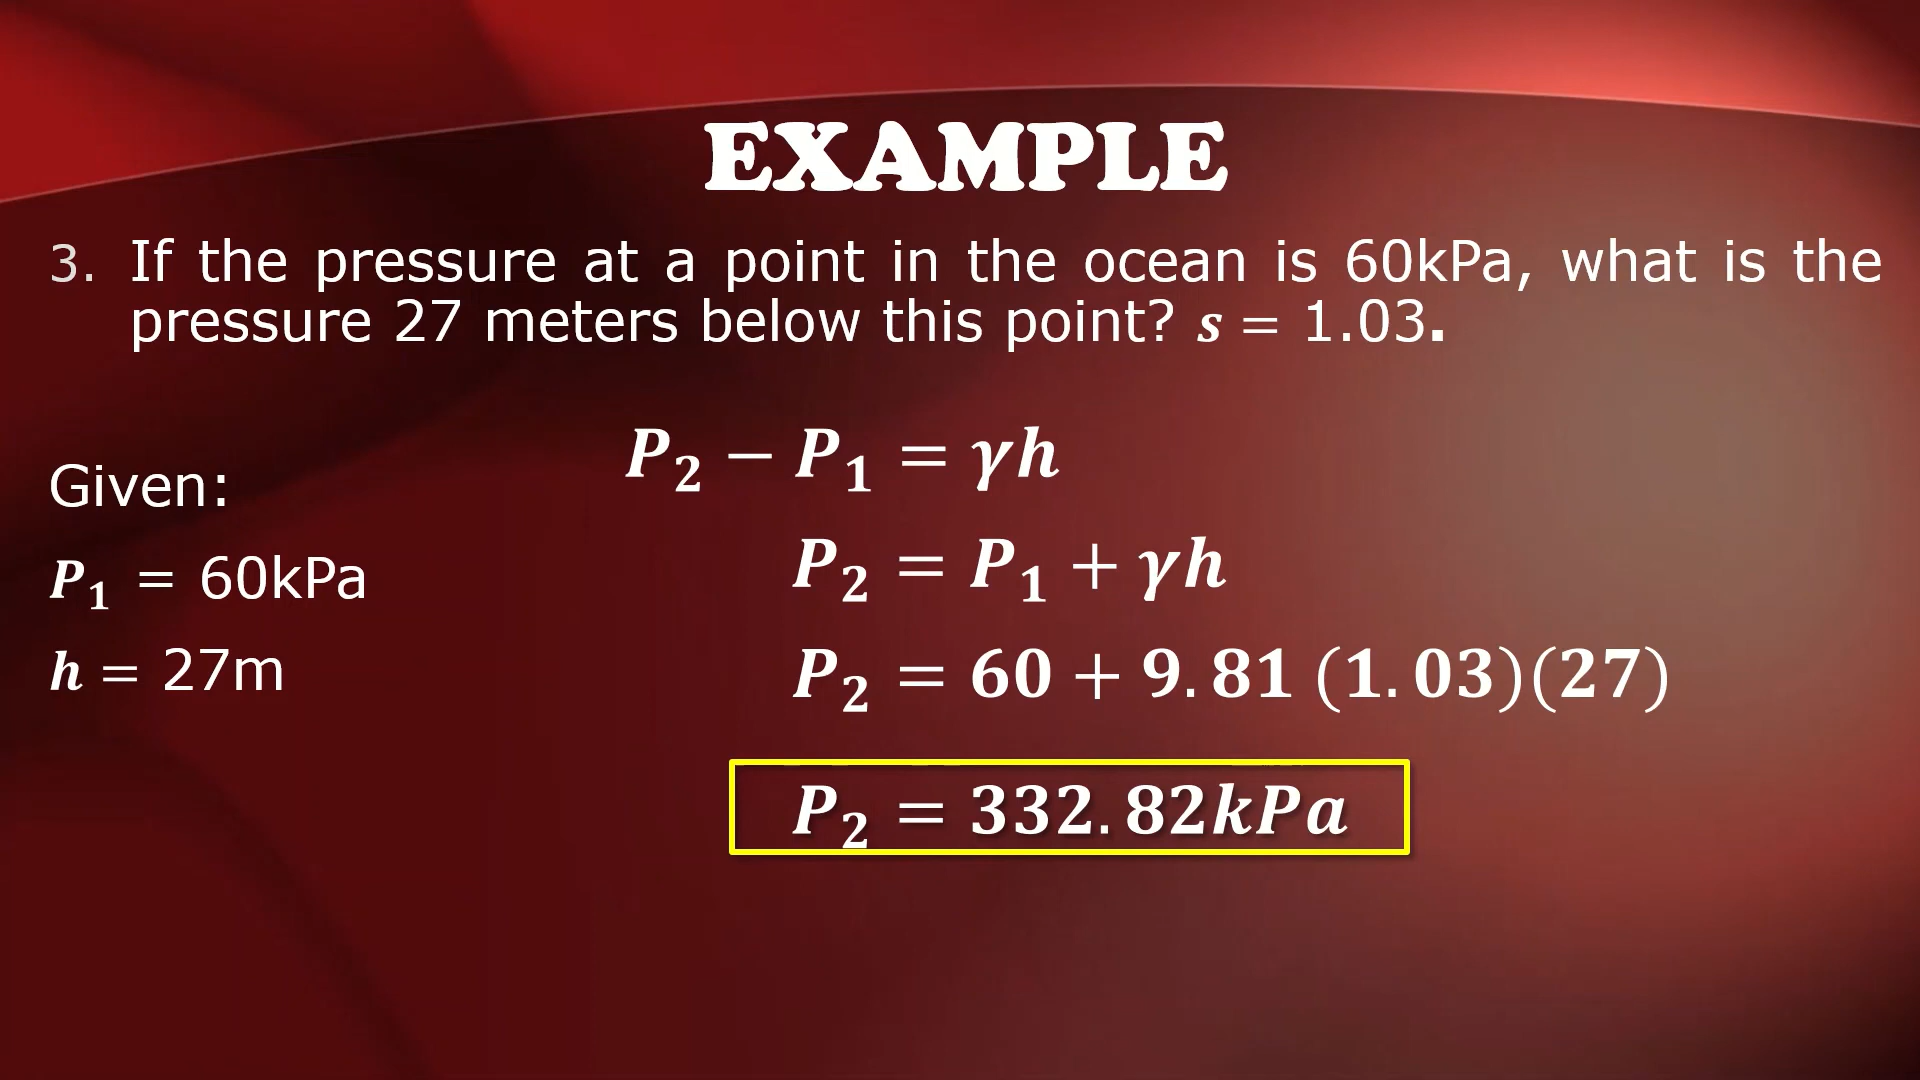 EXAMPLE
3. If the pressure at a point in the ocean is 60kPa, what is the
pressure 27 meters below this point? s = 1.03.
P₂ − P₁ = γh
Given:
P₂ = P₁ + γh
P₁ = 60kPa
P₂ = 60 + 9.81 (1.03)(27)
h = 27m
P₂ = 332.82kPa